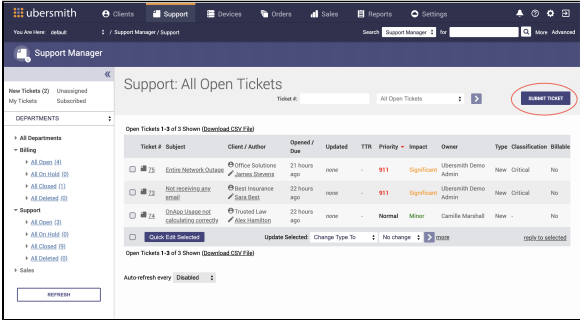 ubersmith Clients Support Devices Orders Sales Reports Settings
You Are Here: default: / Support Manager / Support Search Support Manager for More Advanced
Support Manager
«
New Tickets (2) Unassigned
My Tickets Subscribed
DEPARTMENTS
All Departments
Billing
All Open (4)
All On Hold (0)
All Closed (1)
All Deleted (0)
Support
All Open (3)
All On Hold (0)
All Closed (9)
All Deleted (0)
Sales
REFRESH
Support: All Open Tickets
Ticket #: All Open Tickets SUBMIT TICKET
Open Tickets 1-3 of 3 Shown (Download CSV File)
Ticket # Subject Client / Author Opened / Due Updated TTR Priority Impact Owner Type Classification Billable
75 Entire Network Outage Office Solutions 21 hours ago none - 911 Significant Ubersmith Demo Admin New Critical No
James Stevens
73 Not receiving any email Best Insurance 22 hours ago none - 911 Significant Ubersmith Demo Admin New Critical No
Sara Best
74 OnApp Usage not calculating correctly Trusted Law 22 hours ago none - Normal Minor Camille Marshall New - No
Alex Hamilton
Quick Edit Selected Update Selected: Change Type To No change more reply to selected
Open Tickets 1-3 of 3 Shown (Download CSV File)
Auto-refresh every Disabled